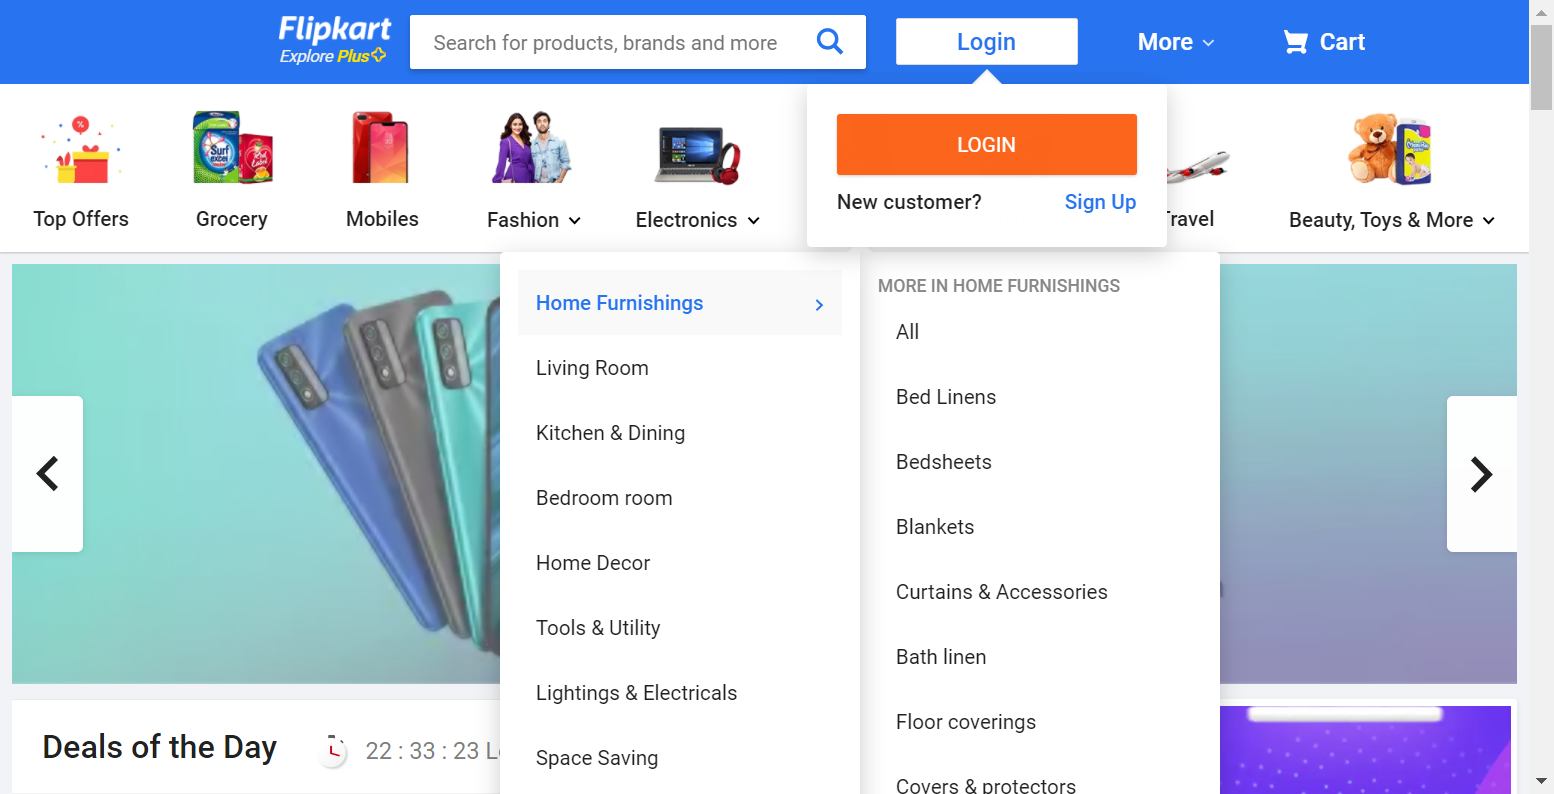 Flipkart
Explore Plus
Search for products, brands and more
Login
More
Cart
LOGIN
New customer?
Sign Up
Surf excel
Top Offers
Grocery
Mobiles
Fashion
Electronics
Travel
Beauty, Toys & More
Home Furnishings
Living Room
Kitchen & Dining
Bedroom room
Home Decor
Tools & Utility
Lightings & Electricals
Space Saving
MORE IN HOME FURNISHINGS
All
Bed Linens
Bedsheets
Blankets
Curtains & Accessories
Bath linen
Floor coverings
Covers & protectors
Deals of the Day
22 : 33 : 23